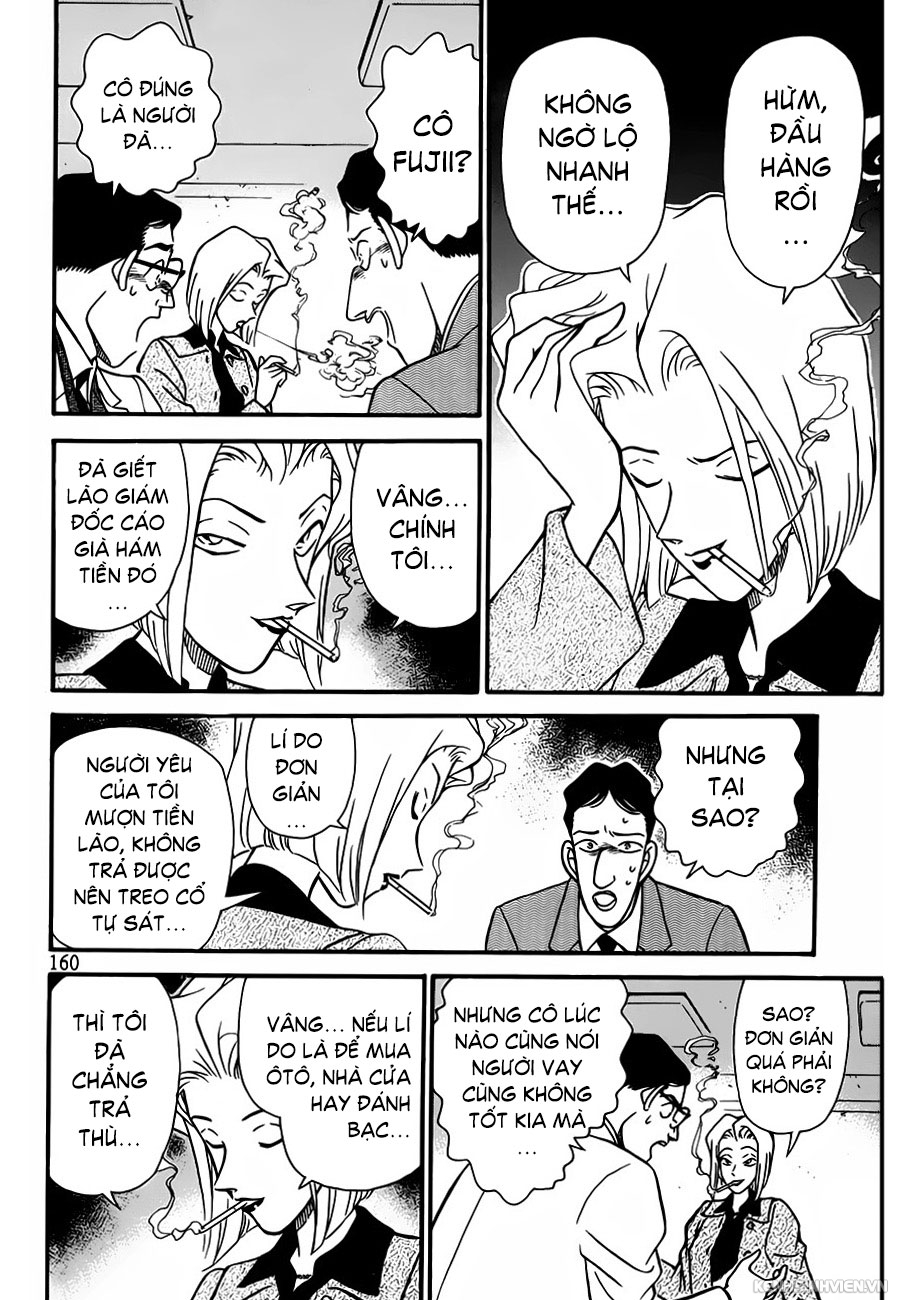 HỪM,
ĐẦU
HÀNG
RỒI
...
KHÔNG
NGỜ LỘ
NHANH
THẾ...
CÔ
FUJII?
CÔ ĐÚNG
LÀ NGƯỜI
ĐÃ...
VÂNG...
CHÍNH
TÔI...
ĐÃ GIẾT
LÃO GIÁM
ĐỐC CÁO
GIÀ HÁM
TIỀN ĐÓ
...
NHƯNG
TẠI
SAO?
LÍ DO
ĐƠN
GIẢN
...
NGƯỜI YÊU
CỦA TÔI
MƯỢN TIỀN
LÃO, KHÔNG
TRẢ ĐƯỢC
NÊN TREO CỔ
TỰ SÁT...
160
SAO?
ĐƠN GIẢN
QUÁ PHẢI
KHÔNG?
NHƯNG CÔ LÚC
NÀO CŨNG NÓI
NGƯỜI VAY
CŨNG KHÔNG
TỐT KIA MÀ
...
VÂNG... NẾU LÍ
DO LÀ ĐỂ MUA
ÔTÔ, NHÀ CỬA
HAY ĐÁNH
BẠC...
THÌ TÔI
ĐÃ
CHẲNG
TRẢ
THÙ...